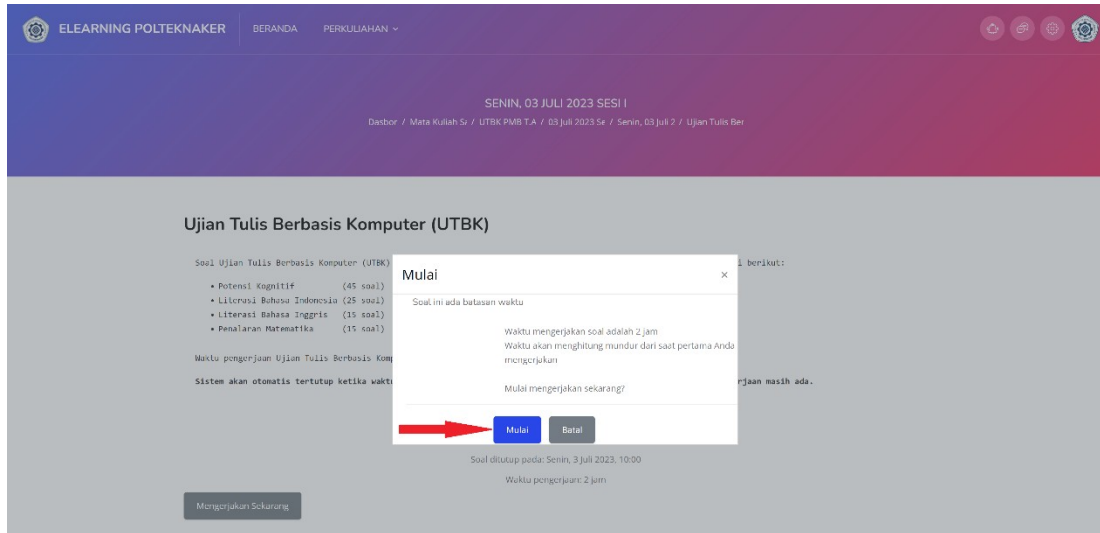 ELEARNING POLTEKNAKER
BERANDA
PERKULIAHAN
SENIN, 03 JULI 2023 SESI I
Dasbor / Mata Kuliah Sa / UTBK PMB T.A / 03 Juli 2023 Se / Senin, 03 Juli 2 / Ujian Tulis Ber
Ujian Tulis Berbasis Komputer (UTBK)
Soal Ujian Tulis Berbasis Komputer (UTBK)
i berikut:
• Potensi Kognitif (45 soal)
• Literasi Bahasa Indonesia (25 soal)
• Literasi Bahasa Inggris (15 soal)
• Penalaran Matematika (15 soal)
Waktu pengerjaan Ujian Tulis Berbasis Komp
Sistem akan otomatis tertutup ketika waktu
rjaan masih ada.
Mulai
×
Soal ini ada batasan waktu
Waktu mengerjakan soal adalah 2 jam
Waktu akan menghitung mundur dari saat pertama Anda
mengerjakan
Mulai mengerjakan sekarang?
Mulai
Batal
Soal ditutup pada: Senin, 3 Juli 2023, 10:00
Waktu pengerjaan: 2 jam
Mengerjakan Sekarang